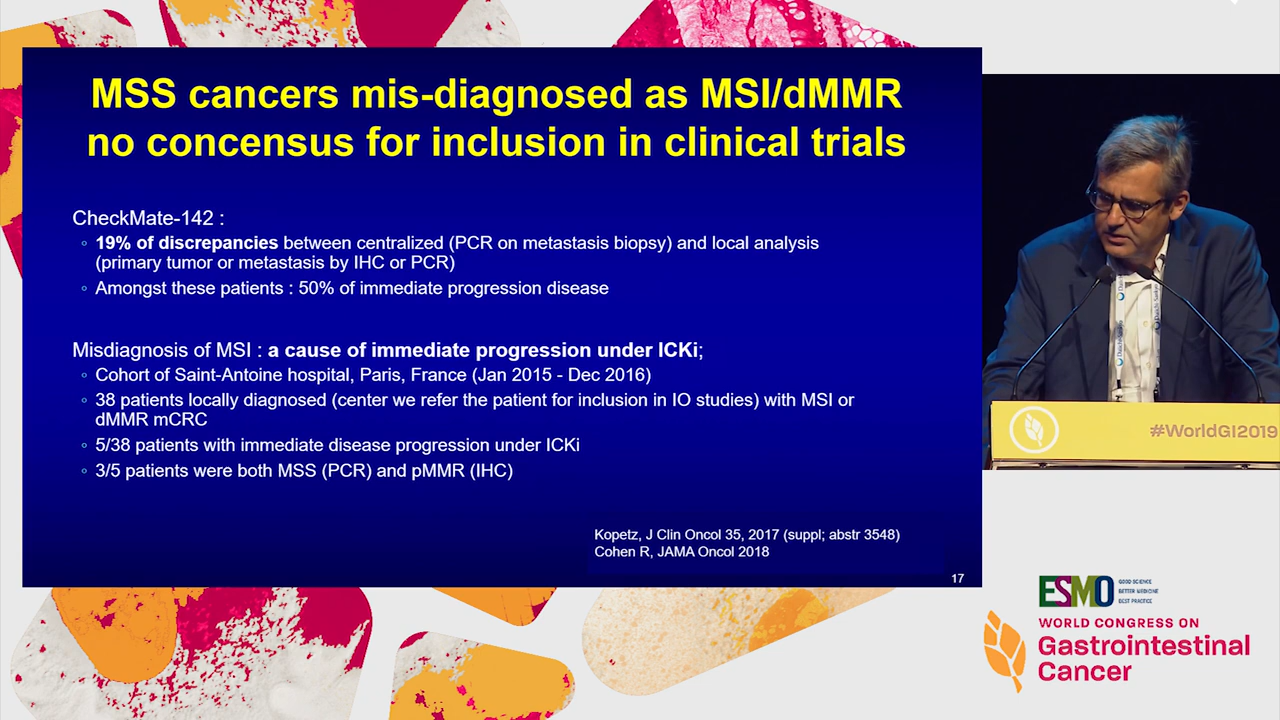 MSS cancers mis-diagnosed as MSI/dMMR
no concensus for inclusion in clinical trials
CheckMate-142 :
◦ 19% of discrepancies between centralized (PCR on metastasis biopsy) and local analysis
(primary tumor or metastasis by IHC or PCR)
◦ Amongst these patients : 50% of immediate progression disease
Misdiagnosis of MSI : a cause of immediate progression under ICKi;
◦ Cohort of Saint-Antoine hospital, Paris, France (Jan 2015 - Dec 2016)
◦ 38 patients locally diagnosed (center we refer the patient for inclusion in IO studies) with MSI or
dMMR mCRC
◦ 5/38 patients with immediate disease progression under ICKi
◦ 3/5 patients were both MSS (PCR) and pMMR (IHC)
Kopetz, J Clin Oncol 35, 2017 (suppl; abstr 3548)
Cohen R, JAMA Oncol 2018
17
#WorldGI2019
ESMO
GOOD SCIENCE
BETTER MEDICINE
BEST PRACTICE
WORLD CONGRESS ON
Gastrointestinal
Cancer